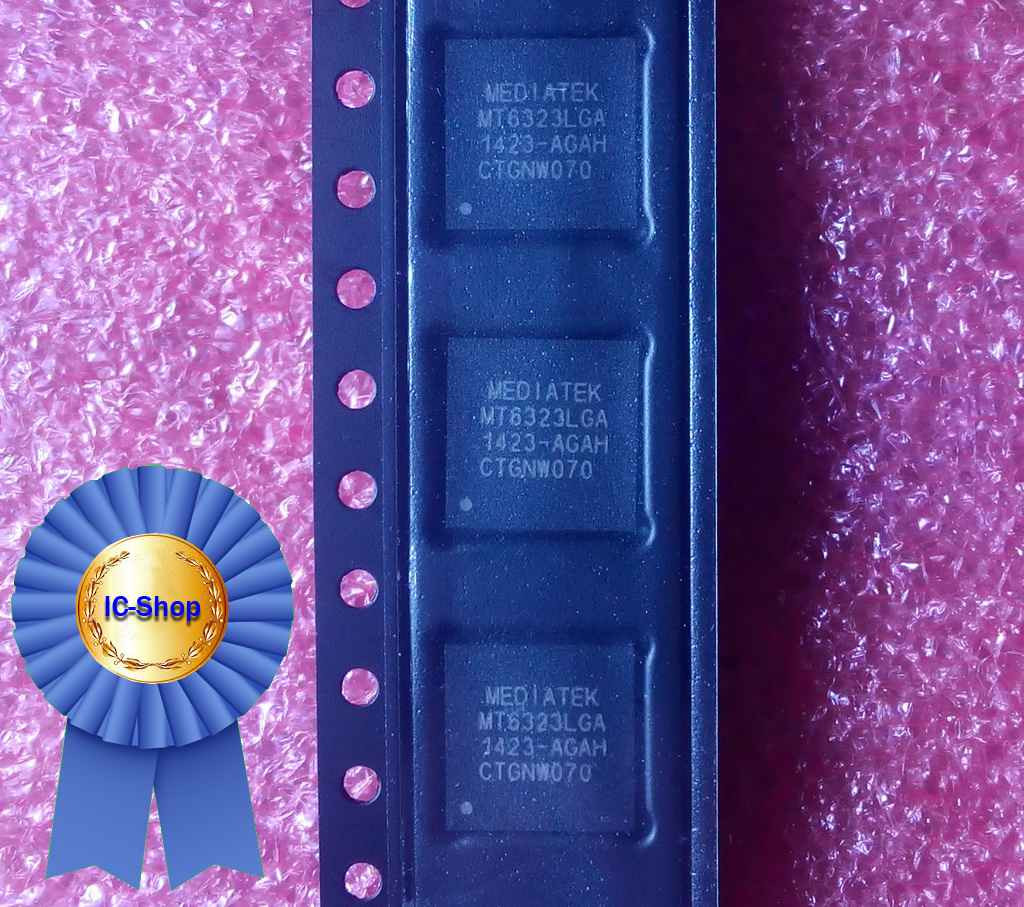 MEDIATEK
MT6323LGA
1423-AGAH
CTGNW070
MEDIATEK
MT6323LGA
1423-AGAH
CTGNW070
IC-Shop
MEDIATEK
MT6323LGA
1423-AGAH
CTGNW070